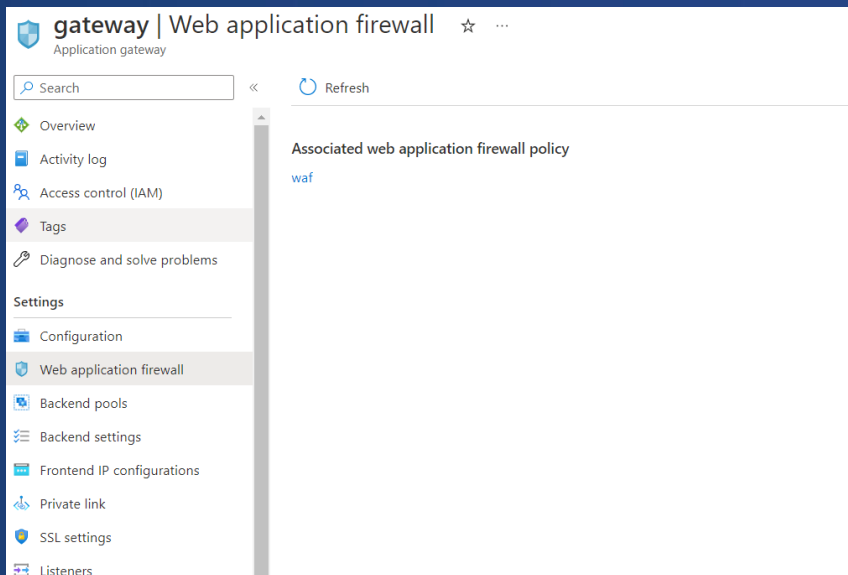 gateway | Web application firewall
Application gateway
Search
Refresh
Overview
Activity log
Access control (IAM)
Tags
Diagnose and solve problems
Settings
Configuration
Web application firewall
Backend pools
Backend settings
Frontend IP configurations
Private link
SSL settings
Listeners
Associated web application firewall policy
waf